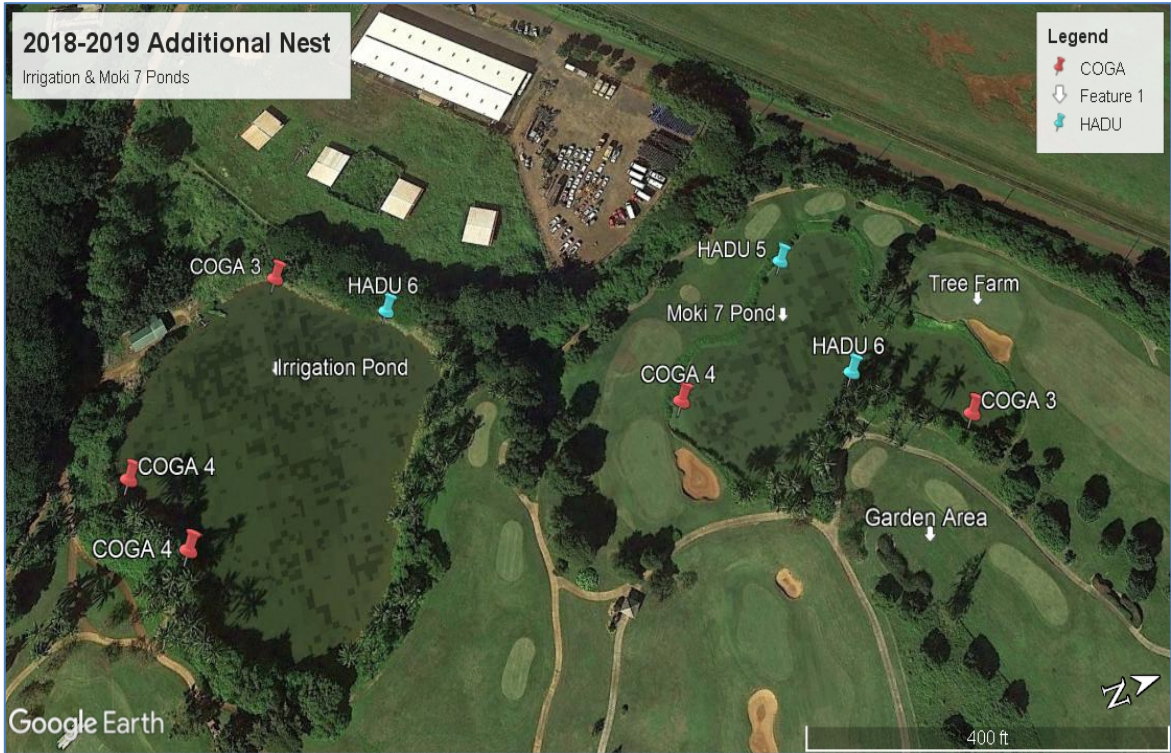 2018-2019 Additional Nest
Irrigation & Moki 7 Ponds
Legend
COGA
Feature 1
HADU
COGA 3
HADU 6
HADU 5
Tree Farm
Moki 7 Pond
HADU 6
Irrigation Pond
COGA 4
COGA 3
COGA 4
Garden Area
COGA 4
N
Google Earth
400 ft